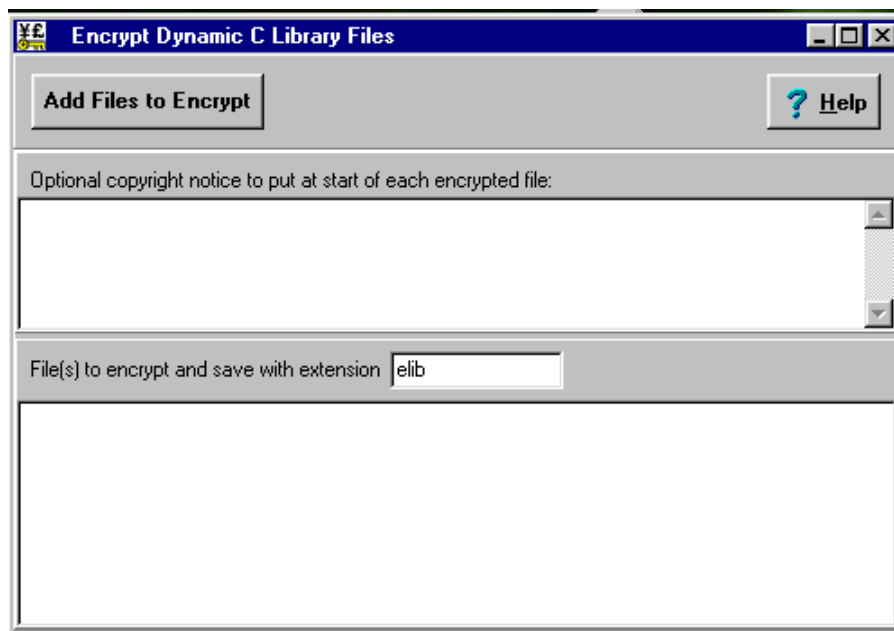 ¥£
Encrypt Dynamic C Library Files
Add Files to Encrypt
? Help
Optional copyright notice to put at start of each encrypted file:
File(s) to encrypt and save with extension elib